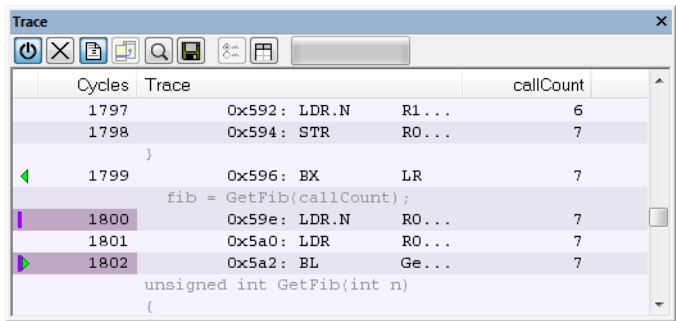 Trace
Cycles Trace callCount
1797 0x592: LDR.N R1... 6
1798 0x594: STR R0... 7
}
1799 0x596: BX LR 7
fib = GetFib(callCount);
1800 0x59e: LDR.N R0... 7
1801 0x5a0: LDR R0... 7
1802 0x5a2: BL Ge... 7
unsigned int GetFib(int n)
{